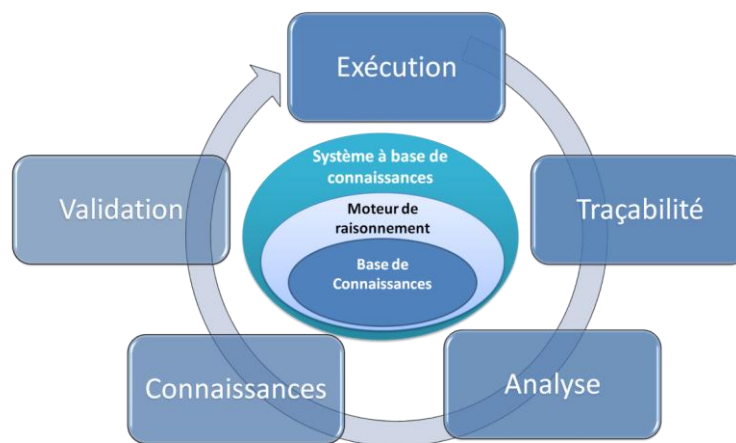 Exécution
Système à base de
connaissances
Validation
Moteur de
raisonnement
Traçabilité
Base de
Connaissances
Connaissances
Analyse